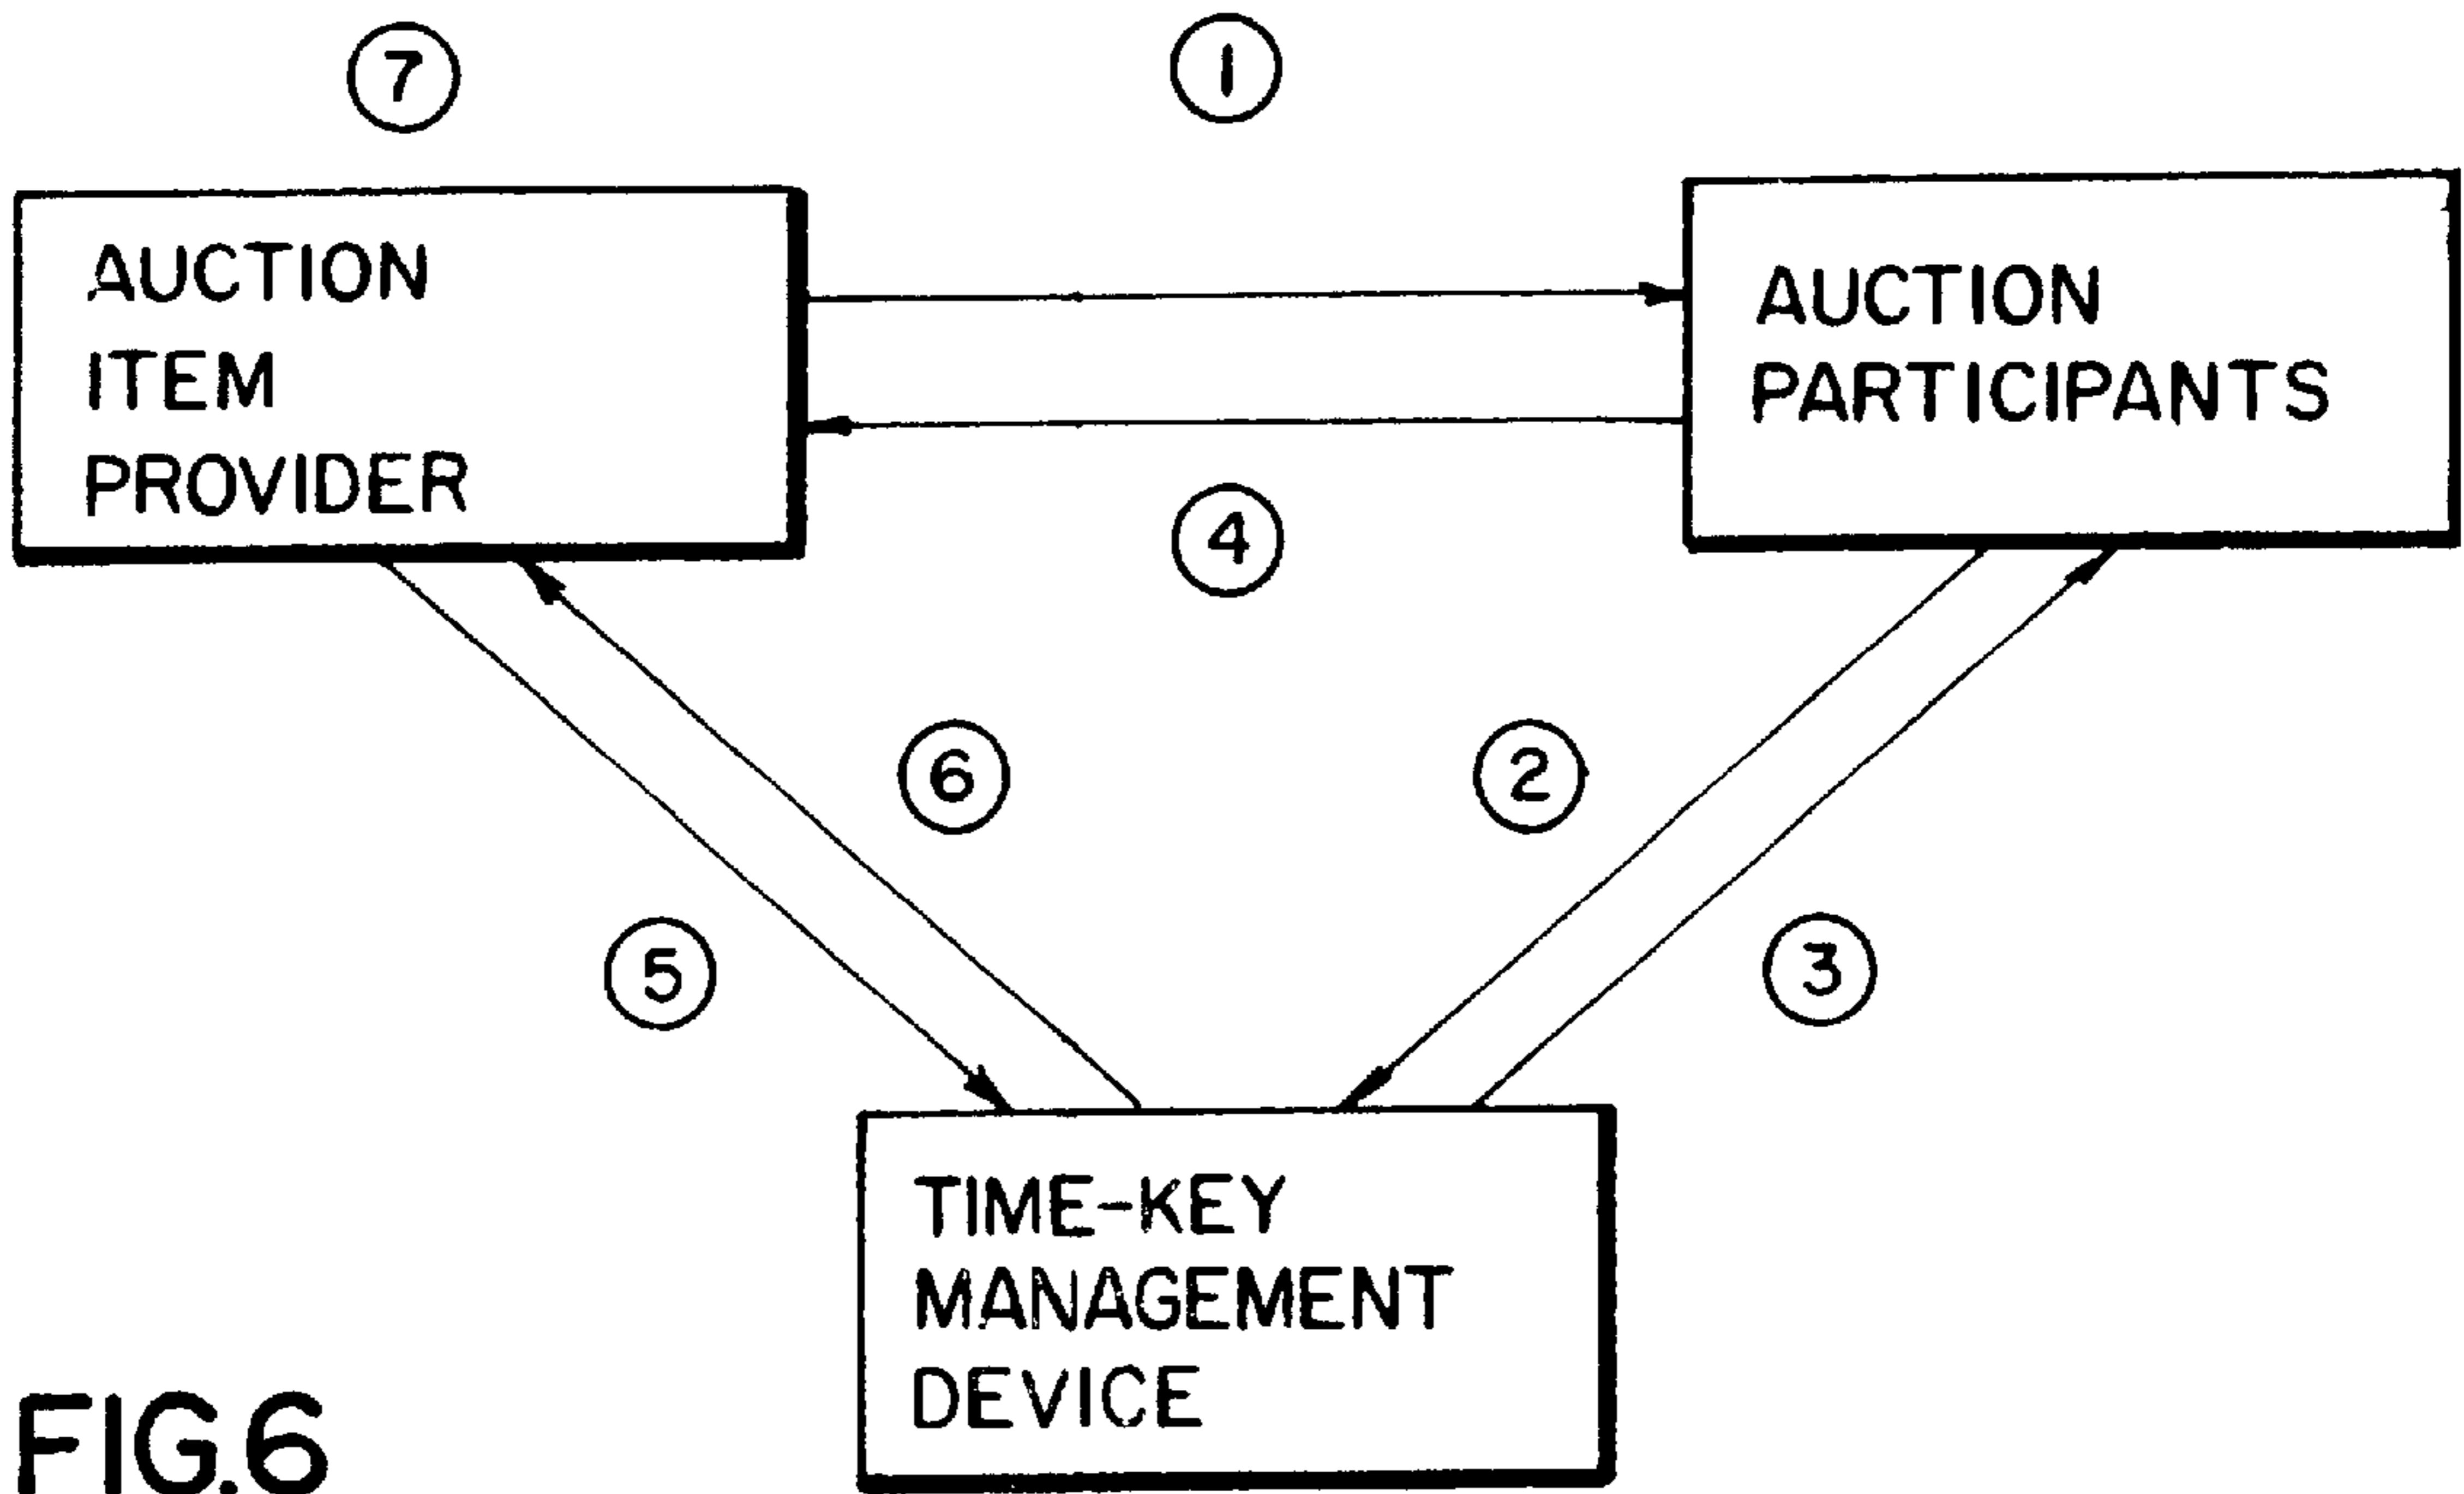 7
1
AUCTION
ITEM
PROVIDER
AUCTION
PARTICIPANTS
4
6
2
5
3
TIME-KEY
MANAGEMENT
DEVICE
FIG.6